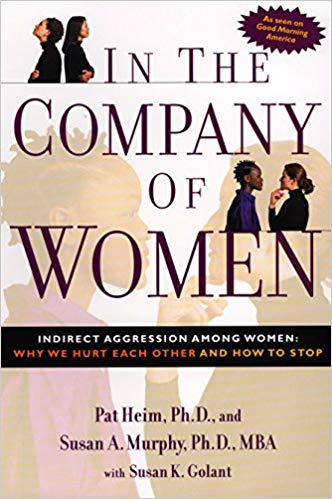 As seen on
Good Morning
America
IN THE
COMPANY
OF
WOMEN
INDIRECT AGGRESSION AMONG WOMEN:
WHY WE HURT EACH OTHER AND HOW TO STOP
Pat Heim, Ph.D., and
Susan A. Murphy, Ph.D., MBA
with Susan K. Golant